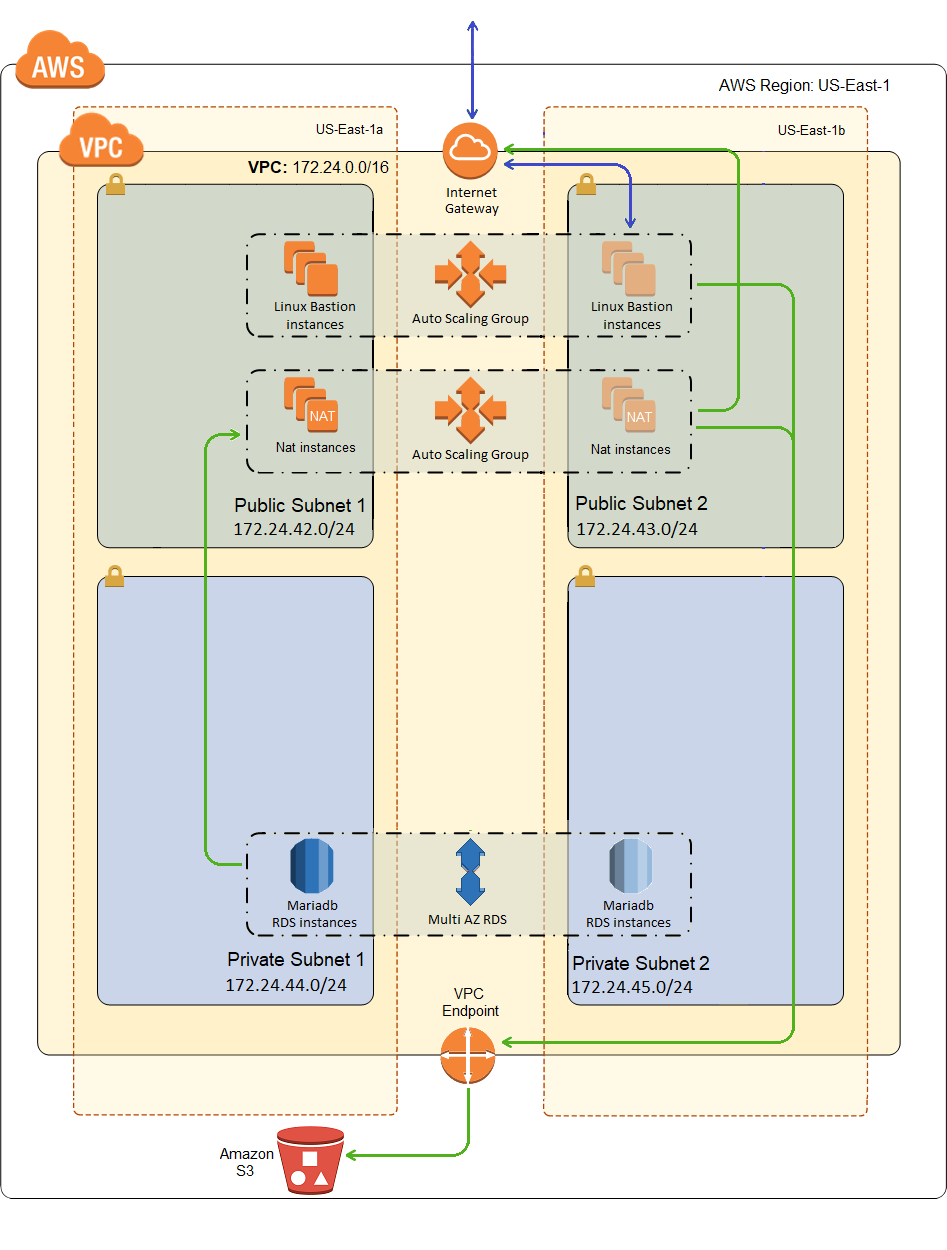 AWS
AWS Region: US-East-1
US-East-1a
US-East-1b
VPC
VPC: 172.24.0.0/16
Internet
Gateway
Linux Bastion
instances
Auto Scaling Group
Linux Bastion
instances
NAT
Nat instances
Auto Scaling Group
NAT
Nat instances
Public Subnet 1
172.24.42.0/24
Public Subnet 2
172.24.43.0/24
Mariadb
RDS instances
Multi AZ RDS
Mariadb
RDS instances
Private Subnet 1
172.24.44.0/24
Private Subnet 2
172.24.45.0/24
VPC
Endpoint
Amazon
S3